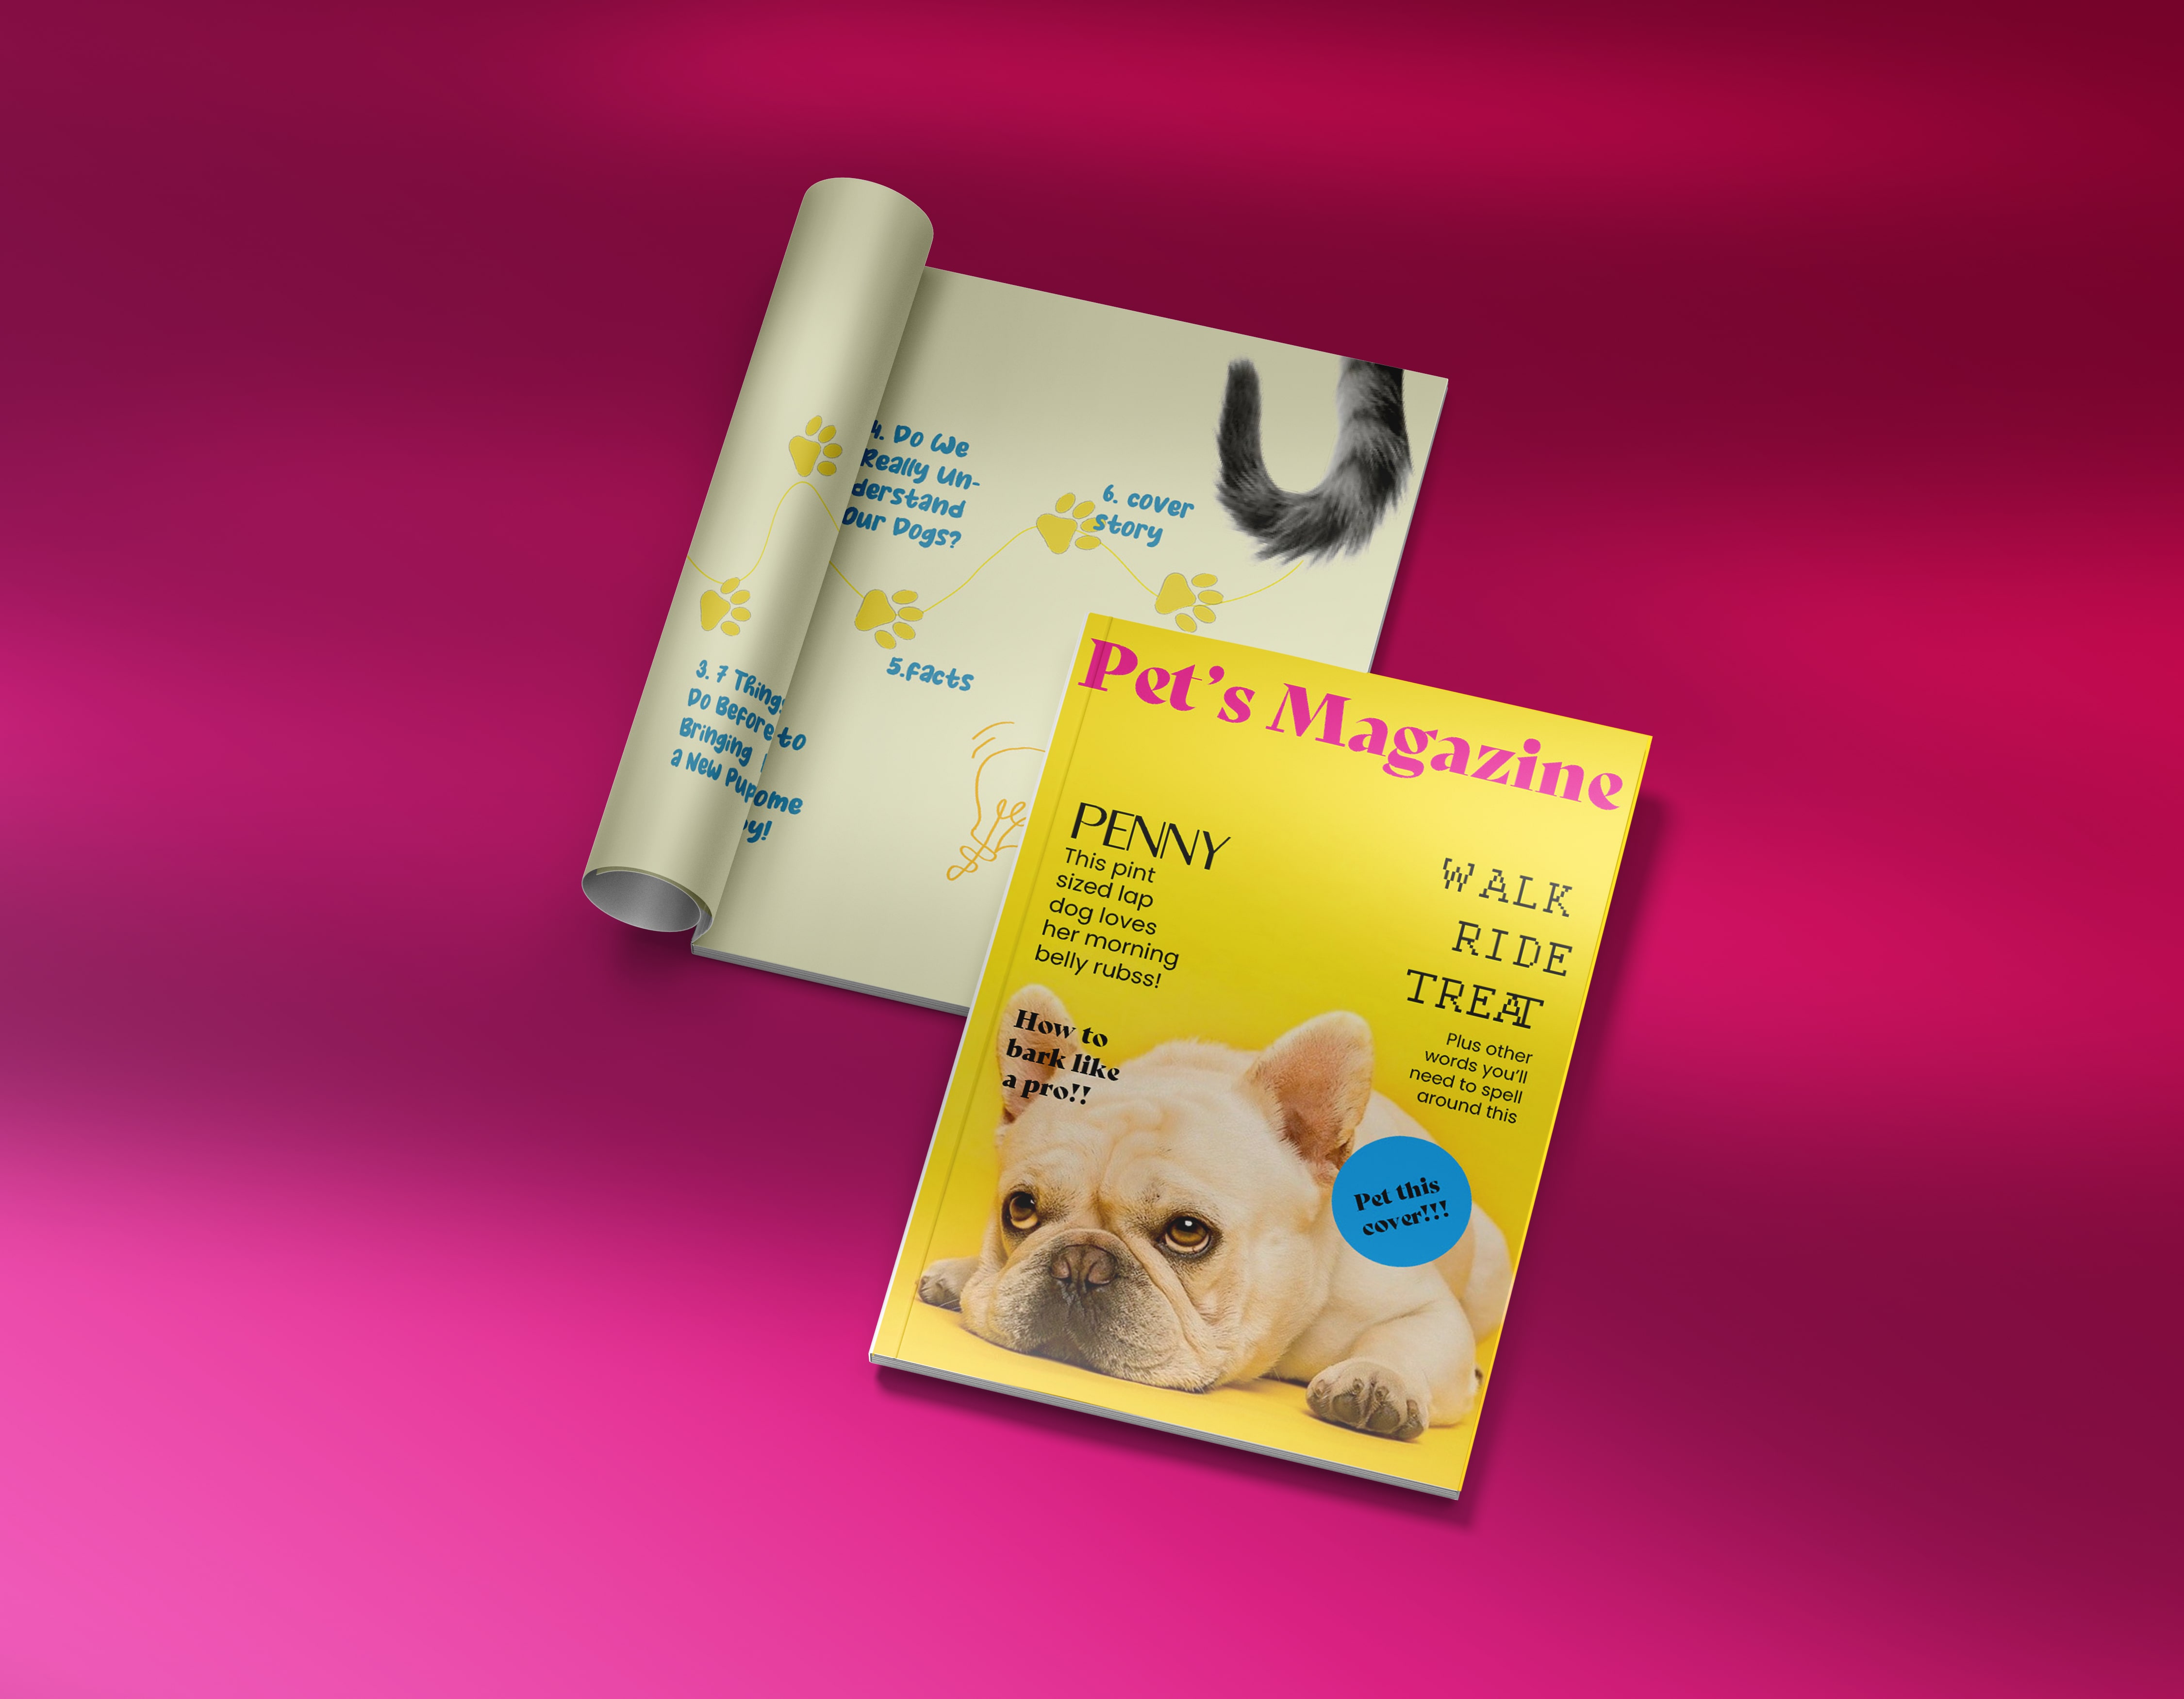 4. Do We
Really Un-
derstand
Our Dogs?
6. cover
story
5.facts
3. 7 Things
Do Before to
Bringing
a New Pup
ome
y!
Pet's Magazine
PENNY
This pint
sized lap
dog loves
her morning
belly rubss!
How to
bark like
a pro!!
WALK
RIDE
TREAT
Plus other
words you'll
need to spell
around this
Pet this
cover!!!